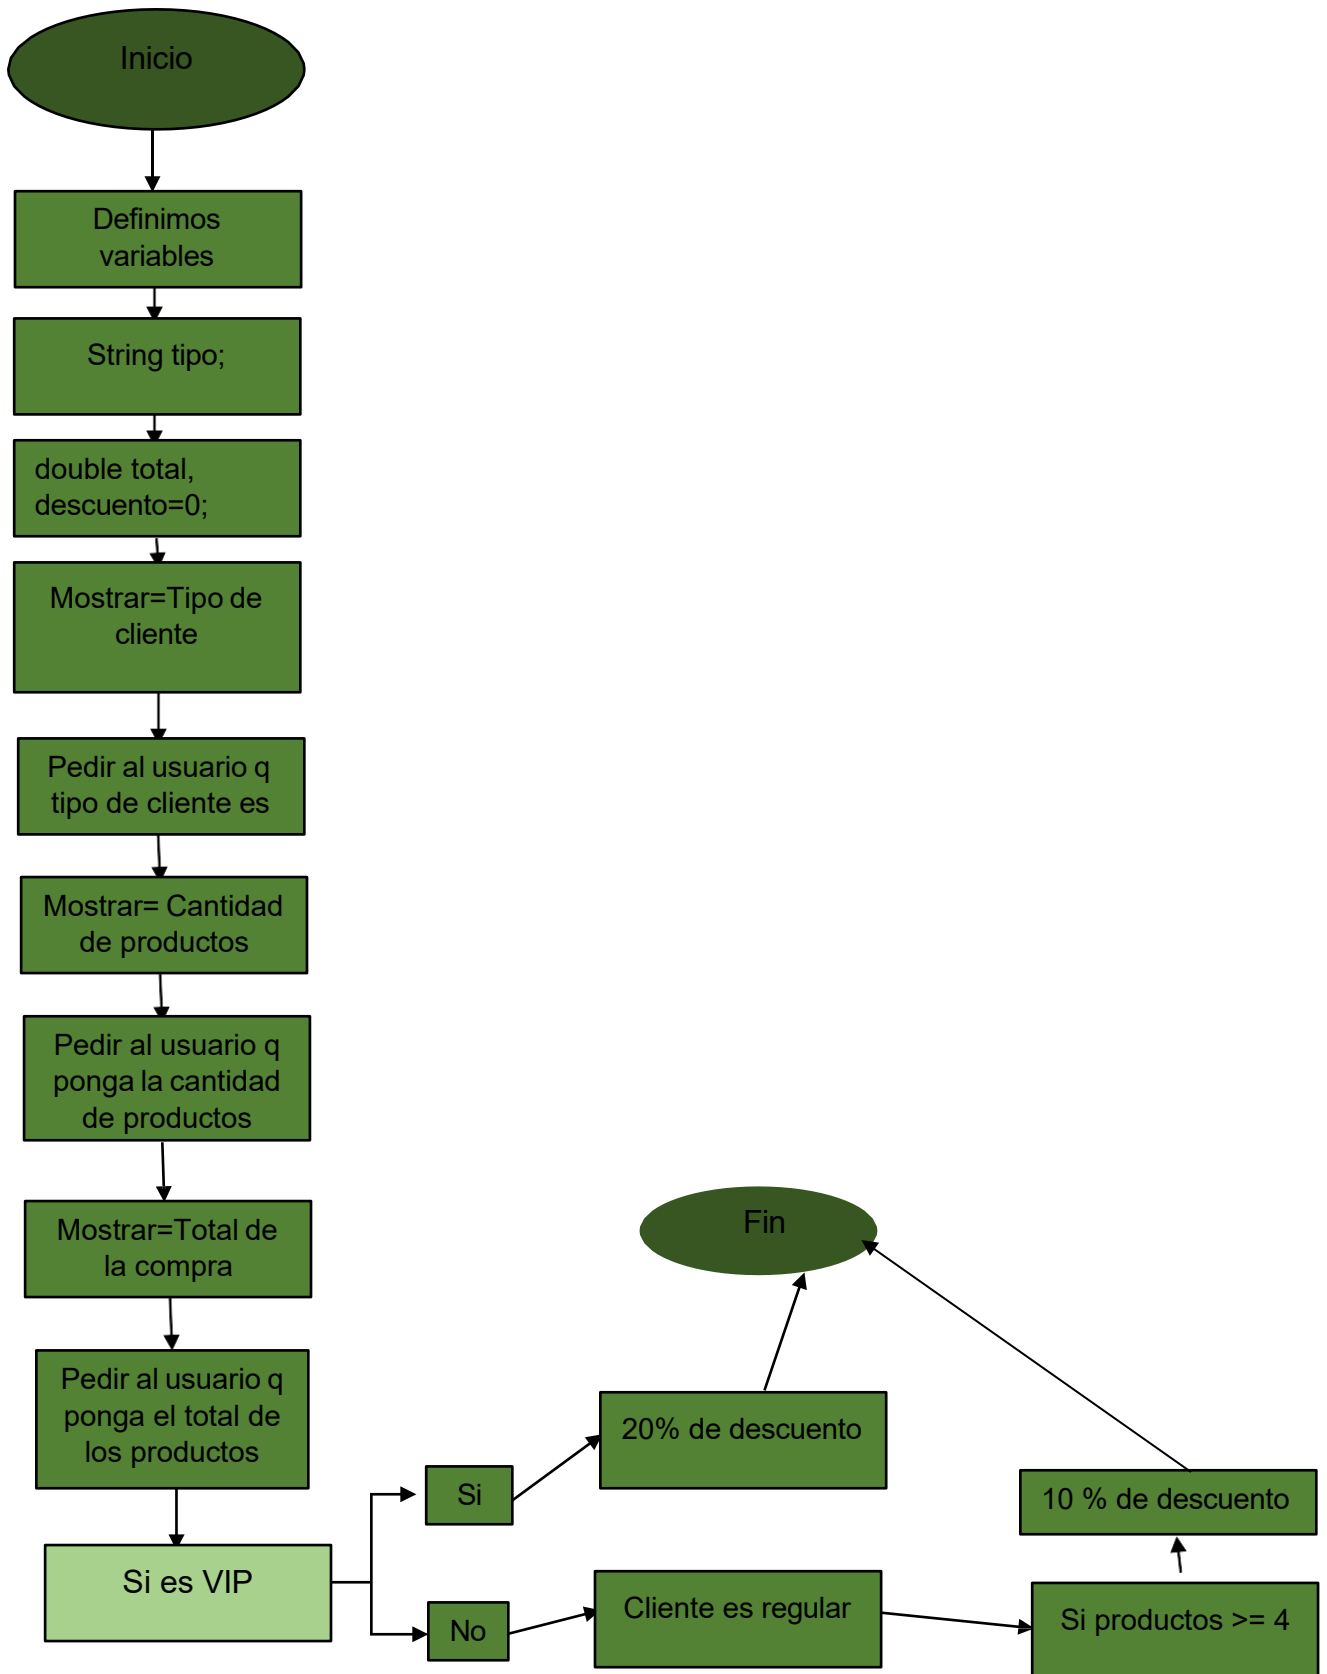 Inicio
Definimos
variables
String tipo;
double total,
descuento=0;
Mostrar=Tipo de
cliente
Pedir al usuario q
tipo de cliente es
Mostrar= Cantidad
de productos
Pedir al usuario q
ponga la cantidad
de productos
Mostrar=Total de
la compra
Pedir al usuario q
ponga el total de
los productos
Si es VIP
Si
20% de descuento
Fin
No
Cliente es regular
Si productos >= 4
10 % de descuento